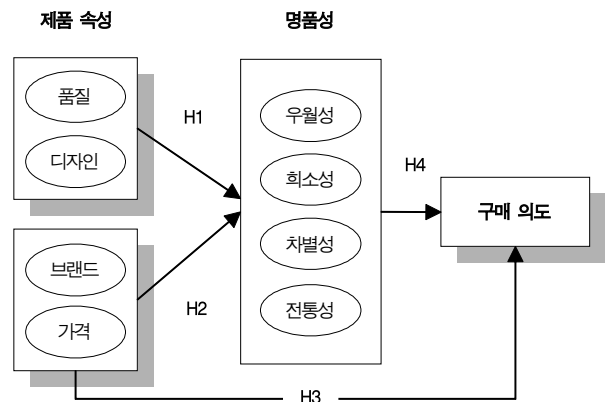 제품 속성
명품성
품질
디자인
브랜드
가격
H1
H2
우월성
희소성
차별성
전통성
H4
구매 의도
H3